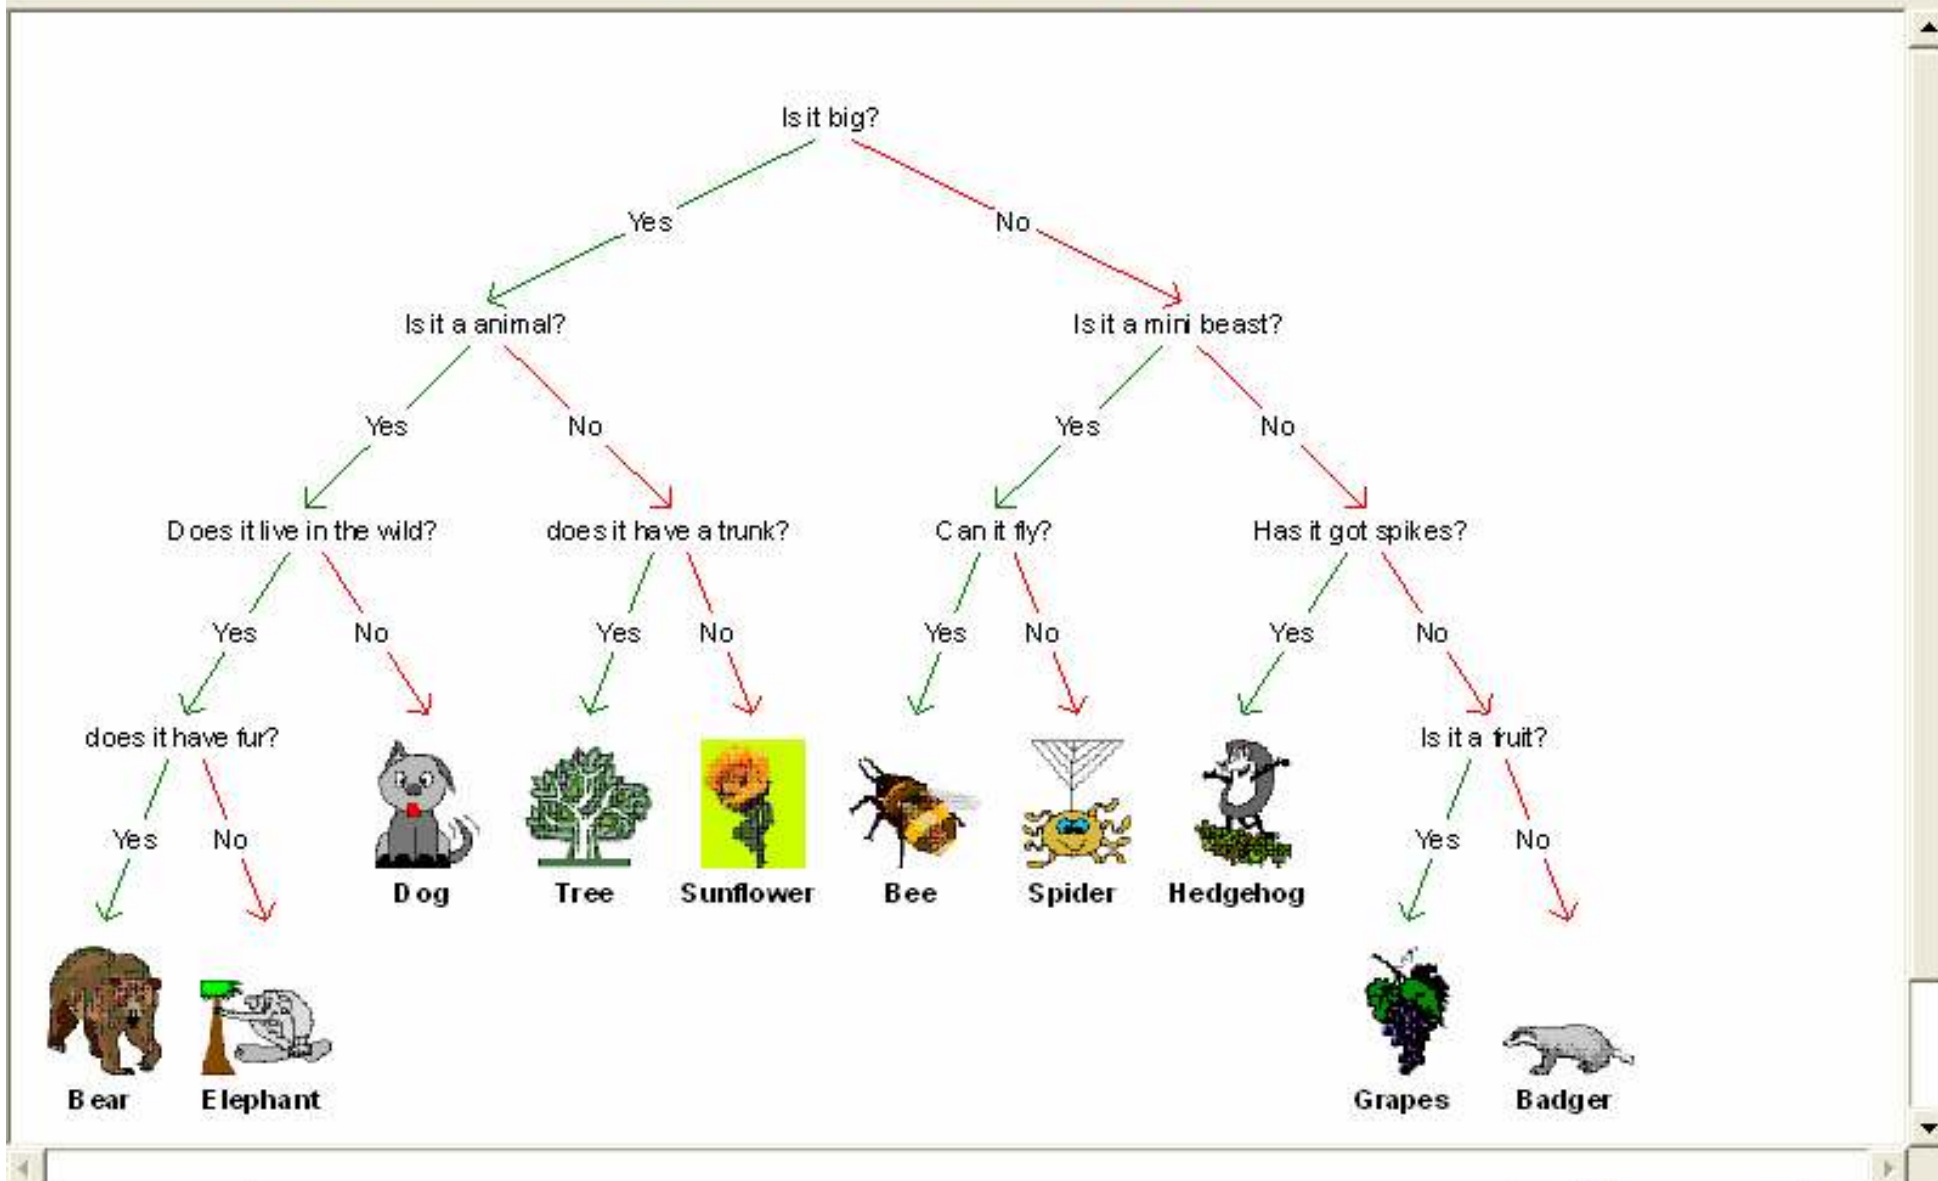 Is it big?
Yes
No
Is it a animal?
Is it a mini beast?
Yes
No
Yes
No
Does it live in the wild?
does it have a trunk?
Can it fly?
Has it got spikes?
Yes
No
Yes
No
Yes
No
Yes
No
does it have fur?
Is it a fruit?
Yes
No
Yes
No
Dog
Tree
Sunflower
Bee
Spider
Hedgehog
Bear
Elephant
Grapes
Badger